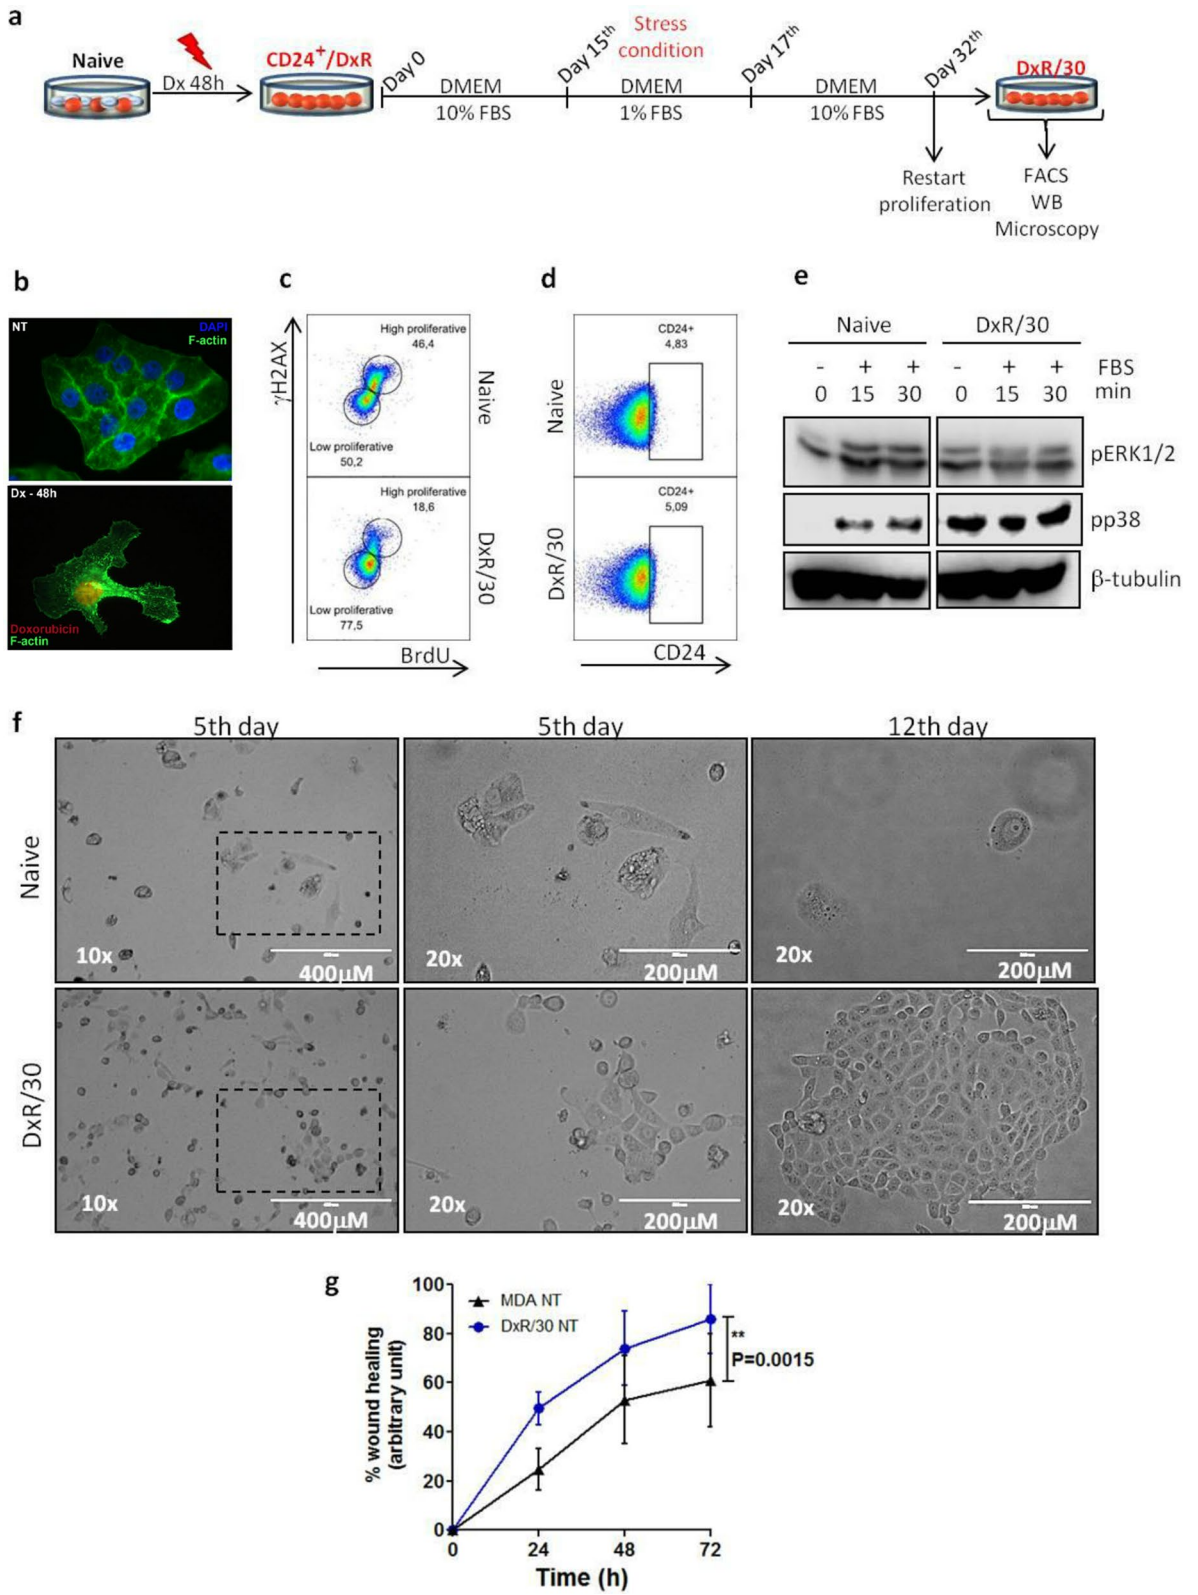 a
Naive
Dx 48h
CD24+/DxR
Day 0
DMEM
10% FBS
Day 15th
Stress
condition
DMEM
1% FBS
Day 17th
DMEM
10% FBS
Day 32th
DxR/30
Restart
proliferation
FACS
WB
Microscopy
b
NT
DAPI
F-actin
Dx - 48h
Doxorubicin
F-actin
c
γH2AX
High proliferative
46,4
Low proliferative
50,2
Naive
High proliferative
18,6
Low proliferative
77,5
DxR/30
BrdU
d
Naive
CD24+
4,83
DxR/30
CD24+
5,09
CD24
e
Naive DxR/30
- + + - + + FBS
0 15 30 0 15 30 min
pERK1/2
pp38
β-tubulin
f
5th day 5th day 12th day
Naive
10x 400μM
20x 200μM
20x 200μM
DxR/30
10x 400μM
20x 200μM
20x 200μM
g
% wound healing
(arbitrary unit)
100
80
60
40
20
0
MDA NT
DxR/30 NT
**
P=0.0015
0 24 48 72
Time (h)